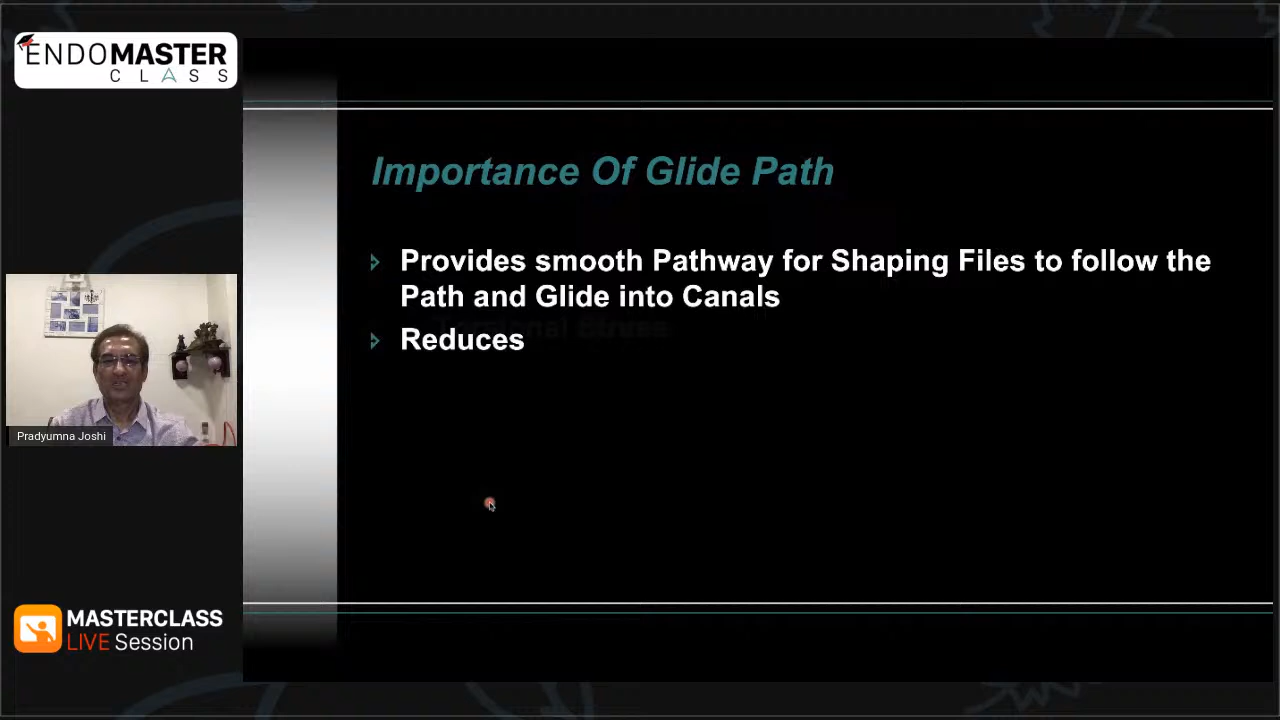 ENDOMASTER
CLASS
Importance Of Glide Path
Provides smooth Pathway for Shaping Files to follow the
Path and Glide into Canals
Reduces
Pradyumna Joshi
MASTERCLASS
LIVE Session